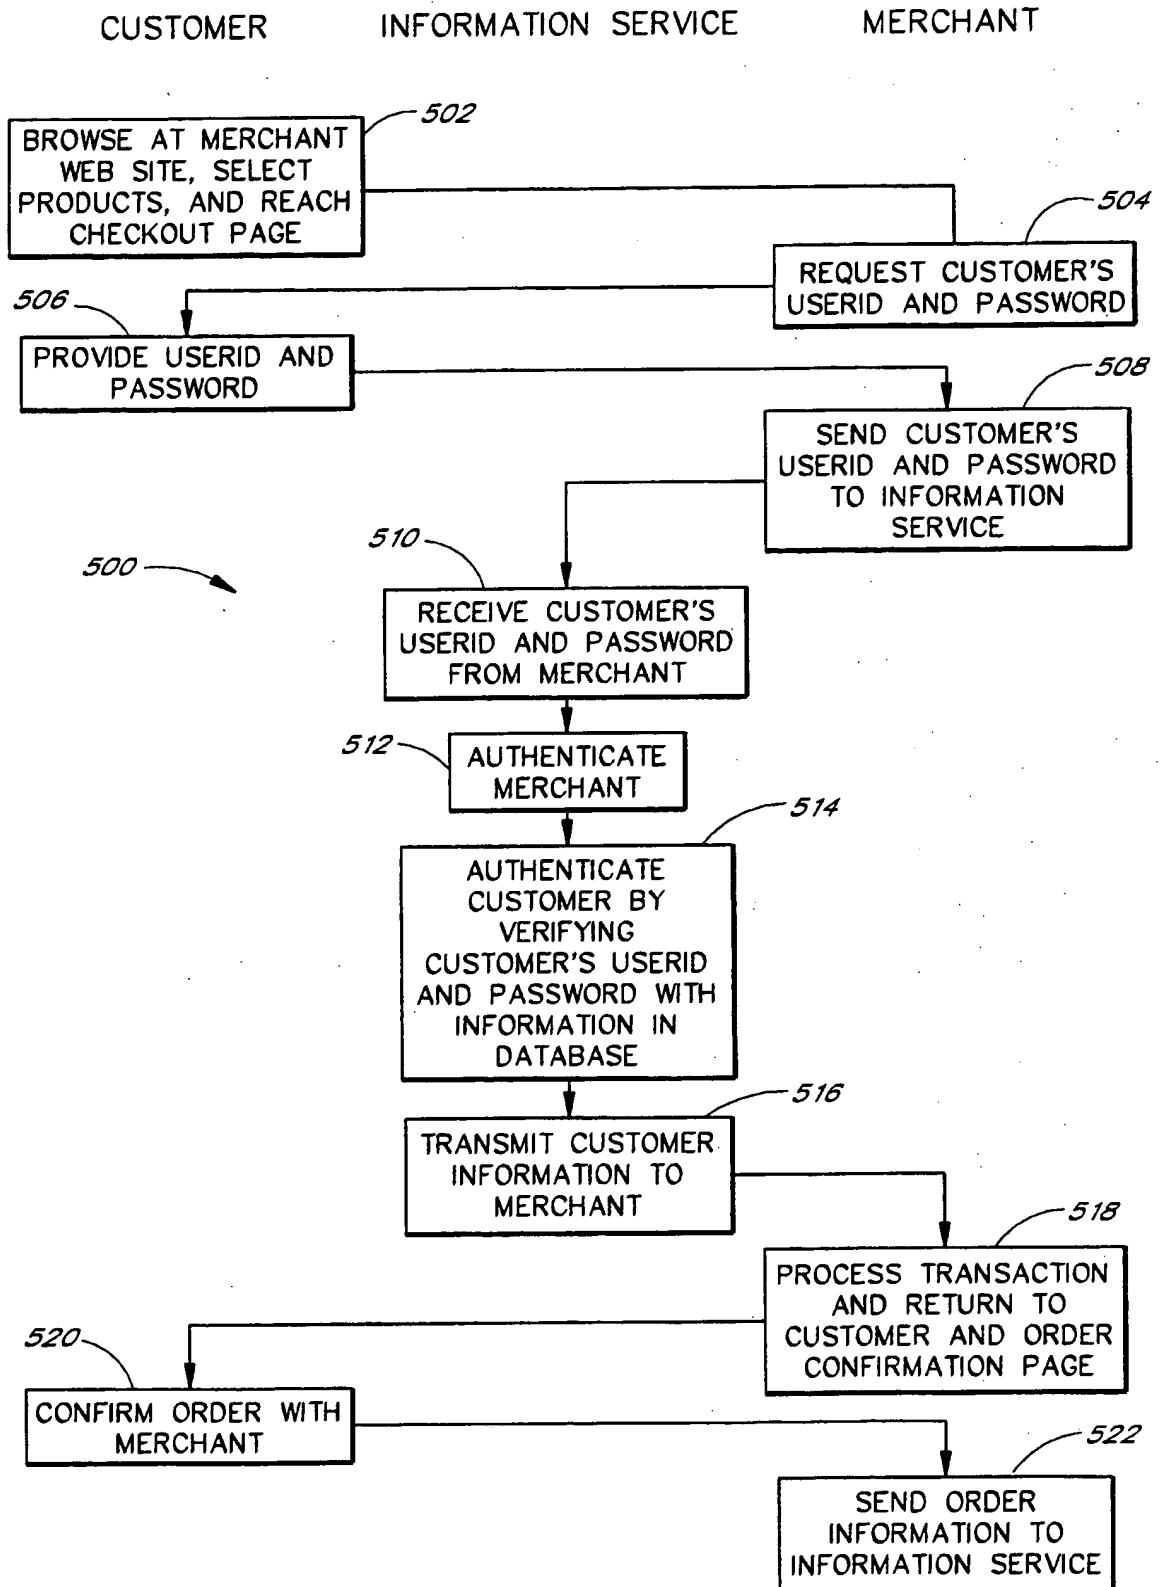 CUSTOMER INFORMATION SERVICE MERCHANT
502
BROWSE AT MERCHANT
WEB SITE, SELECT
PRODUCTS, AND REACH
CHECKOUT PAGE
504
REQUEST CUSTOMER'S
USERID AND PASSWORD
506
PROVIDE USERID AND
PASSWORD
508
SEND CUSTOMER'S
USERID AND PASSWORD
TO INFORMATION
SERVICE
500
510
RECEIVE CUSTOMER'S
USERID AND PASSWORD
FROM MERCHANT
512
AUTHENTICATE
MERCHANT
514
AUTHENTICATE
CUSTOMER BY
VERIFYING
CUSTOMER'S USERID
AND PASSWORD WITH
INFORMATION IN
DATABASE
516
TRANSMIT CUSTOMER
INFORMATION TO
MERCHANT
518
PROCESS TRANSACTION
AND RETURN TO
CUSTOMER AND ORDER
CONFIRMATION PAGE
520
CONFIRM ORDER WITH
MERCHANT
522
SEND ORDER
INFORMATION TO
INFORMATION SERVICE